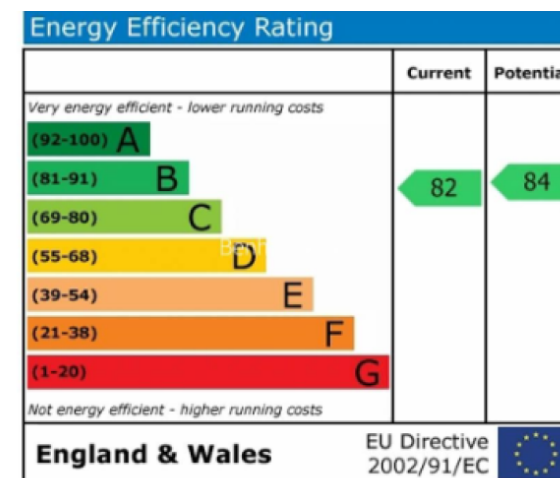 Energy Efficiency Rating
Current Potentia
Very energy efficient - lower running costs
(92-100) A
(81-91) B
82 84
(69-80) C
(55-68) D
(39-54) E
(21-38) F
(1-20) G
Not energy efficient - higher running costs
England & Wales
EU Directive
2002/91/EC